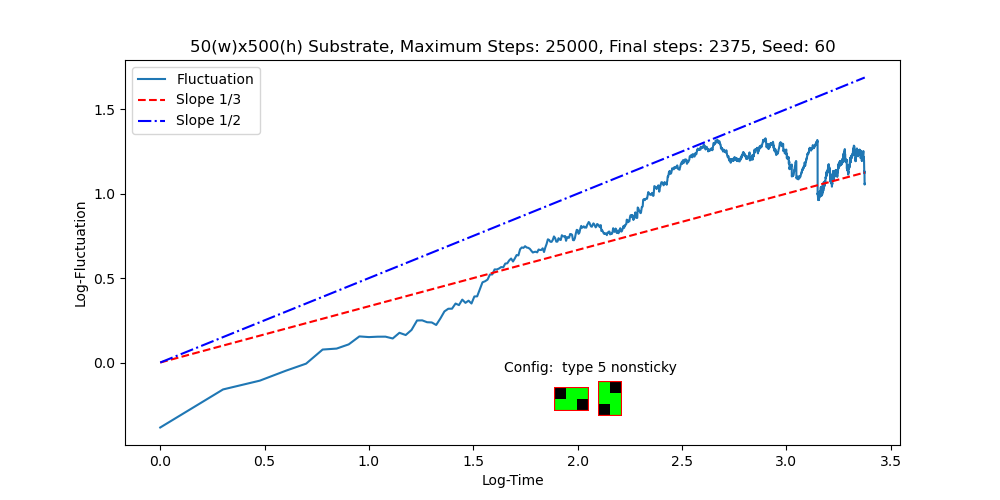 50(w)x500(h) Substrate, Maximum Steps: 25000, Final steps: 2375, Seed: 60
Fluctuation
Slope 1/3
Slope 1/2
1.5
1.0
0.5
0.0
Log-Fluctuation
Config:  type 5 nonsticky
0.0 0.5 1.0 1.5 2.0 2.5 3.0 3.5
Log-Time